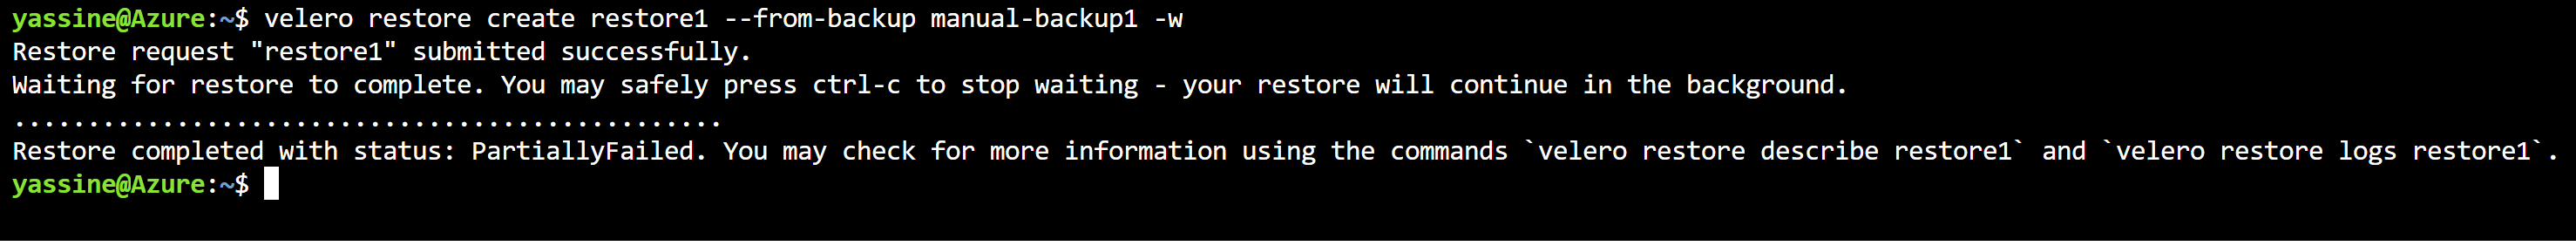 yassine@Azure:~$ velero restore create restore1 --from-backup manual-backup1 -w
Restore request "restore1" submitted successfully.
Waiting for restore to complete. You may safely press ctrl-c to stop waiting - your restore will continue in the background.
................................................
Restore completed with status: PartiallyFailed. You may check for more information using the commands `velero restore describe restore1` and `velero restore logs restore1`.
yassine@Azure:~$